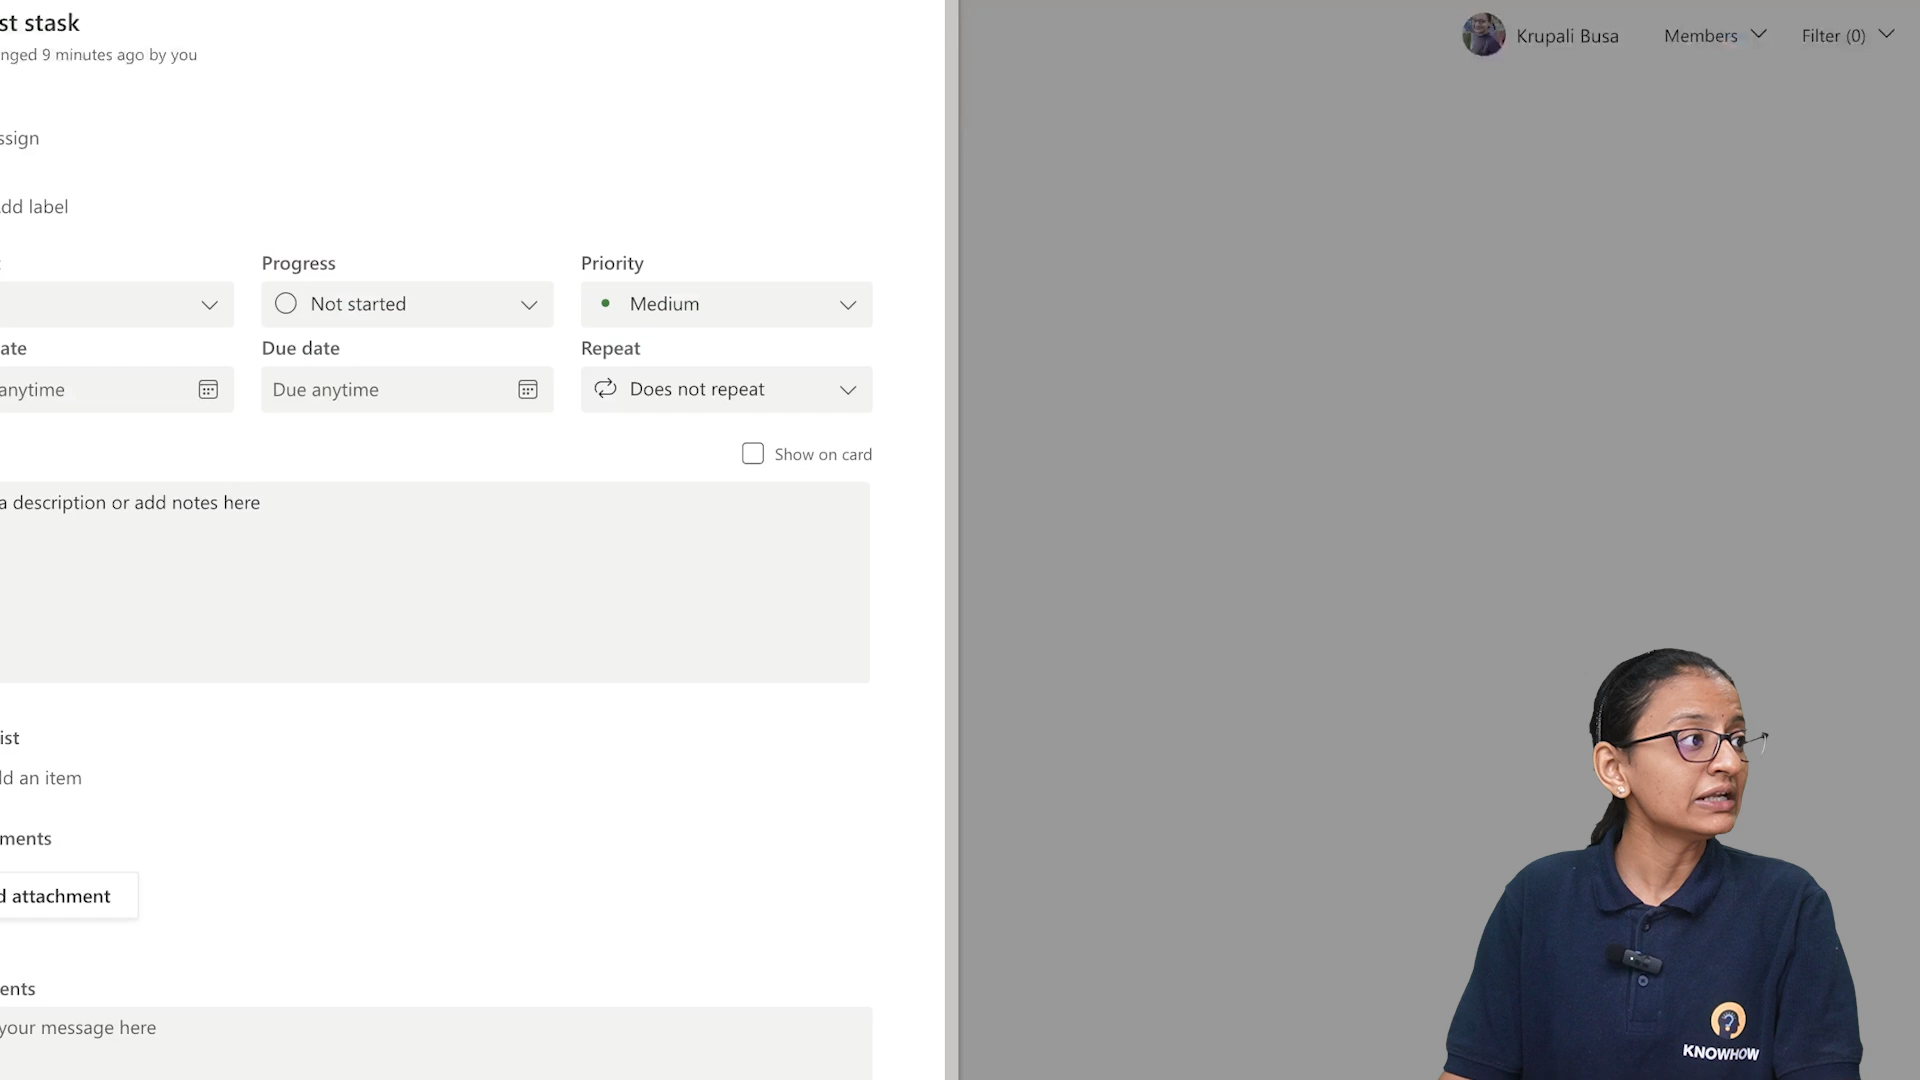 st stask
nged 9 minutes ago by you
ssign
dd label
Progress
Priority
Not started
Medium
ate
Due date
Repeat
anytime
Due anytime
Does not repeat
Show on card
a description or add notes here
ist
ld an item
ments
d attachment
ents
your message here
Krupali Busa
Members
Filter (0)
KNOWHOW